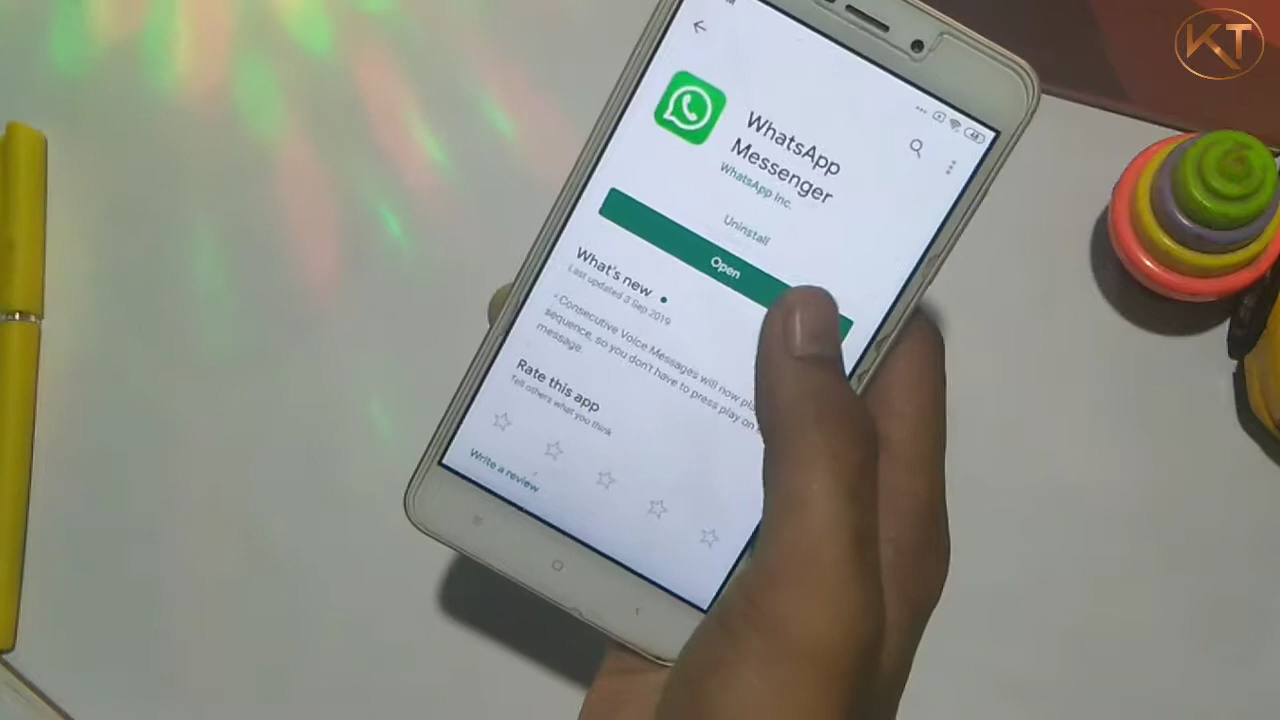 KT
48
WhatsApp
Messenger
WhatsApp Inc.
Uninstall
Open
What's new
Last updated 3 Sep 2019
Consecutive Voice Messages will now
sequence, so you don't have to press play on
message.
Rate this app
Tell others what you think
Write a review